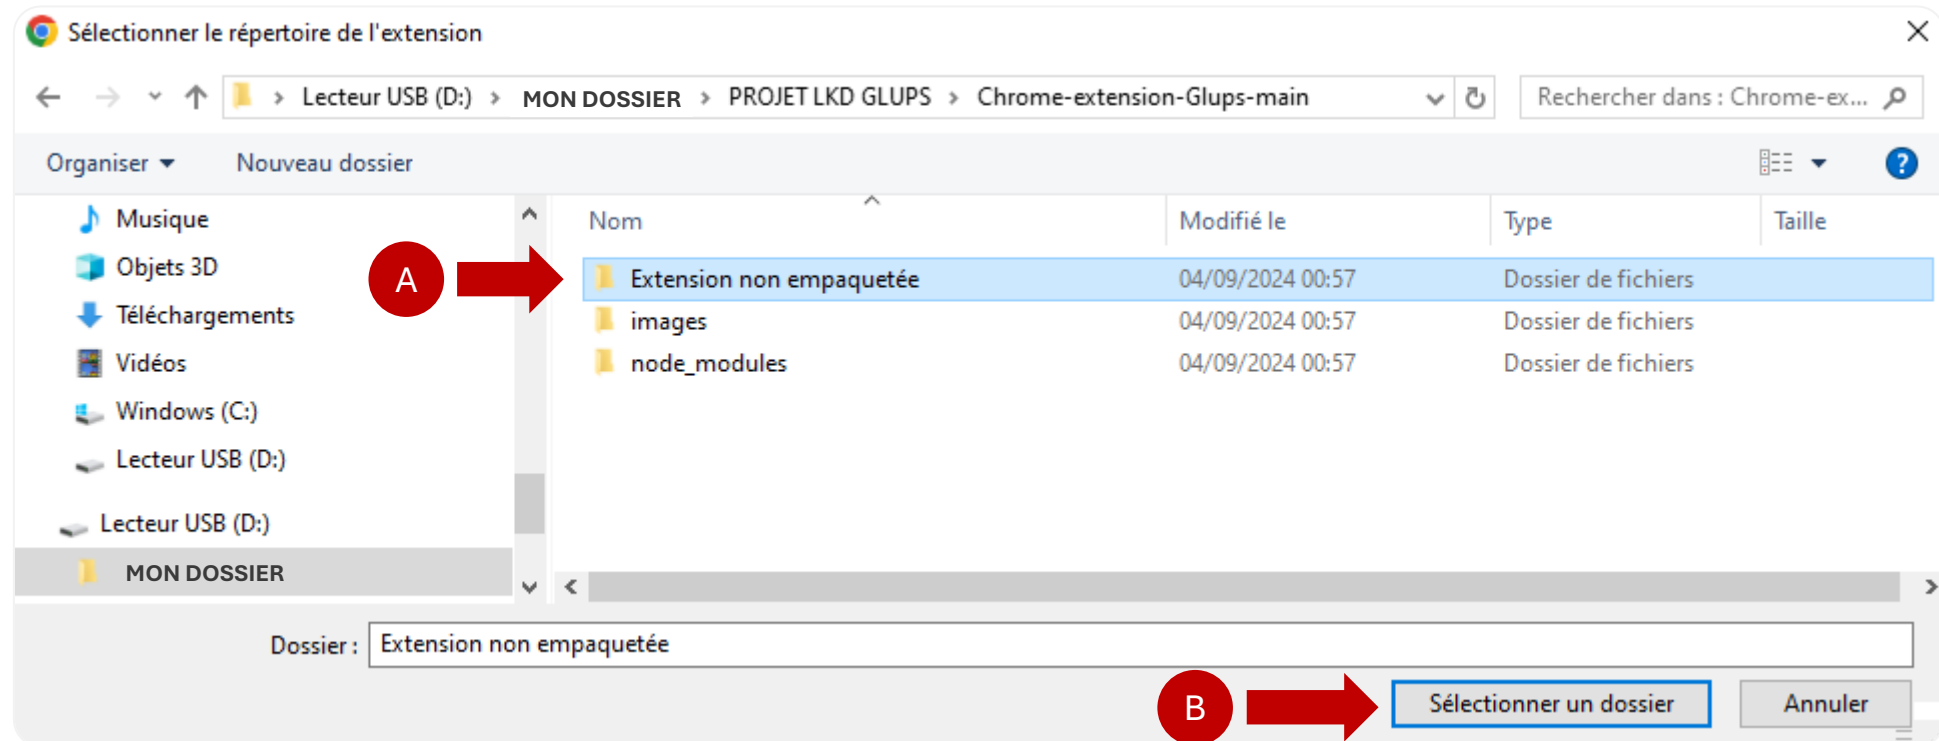 Sélectionner le répertoire de l'extension
Lecteur USB (D:) > MON DOSSIER > PROJET LKD GLUPS > Chrome-extension-Glups-main
Rechercher dans : Chrome-ex...
Organiser
Nouveau dossier
?
Musique
Objets 3D
Téléchargements
Vidéos
Windows (C:)
Lecteur USB (D:)
Lecteur USB (D:)
MON DOSSIER
A
Nom Modifié le Type Taille
Extension non empaquetée 04/09/2024 00:57 Dossier de fichiers
images 04/09/2024 00:57 Dossier de fichiers
node_modules 04/09/2024 00:57 Dossier de fichiers
Dossier : Extension non empaquetée
B
Sélectionner un dossier
Annuler